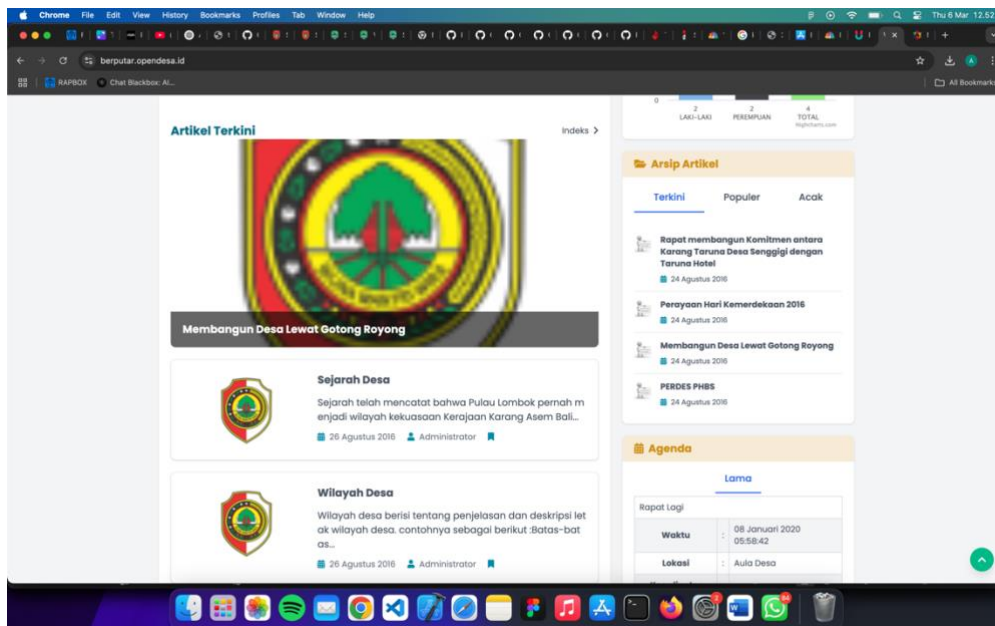 Chrome File Edit View History Bookmarks Profiles Tab Window Help
Thu 6 Mar 12.52
berputar.opendesa.id
RAPBOX Chat Blackbox: AI...
All Bookmarks
0
2 2 4
LAKI-LAKI PEREMPUAN TOTAL
Highcharts.com
Artikel Terkini
Indeks >
Membangun Desa Lewat Gotong Royong
Sejarah Desa
Sejarah telah mencatat bahwa Pulau Lombok pernah m
enjadi wilayah kekuasaan Kerajaan Karang Asem Bali...
26 Agustus 2016 Administrator
Wilayah Desa
Wilayah desa berisi tentang penjelasan dan deskripsi let
ak wilayah desa. contohnya sebagai berikut :Batas-bat
as...
26 Agustus 2016 Administrator
Arsip Artikel
Terkini Populer Acak
Rapat membangun Komitmen antara
Karang Taruna Desa Senggigi dengan
Taruna Hotel
24 Agustus 2016
Perayaan Hari Kemerdekaan 2016
24 Agustus 2016
Membangun Desa Lewat Gotong Royong
24 Agustus 2016
PERDES PHBS
24 Agustus 2016
Agenda
Lama
Rapat Lagi
Waktu : 08 Januari 2020
05:58:42
Lokasi : Aula Desa